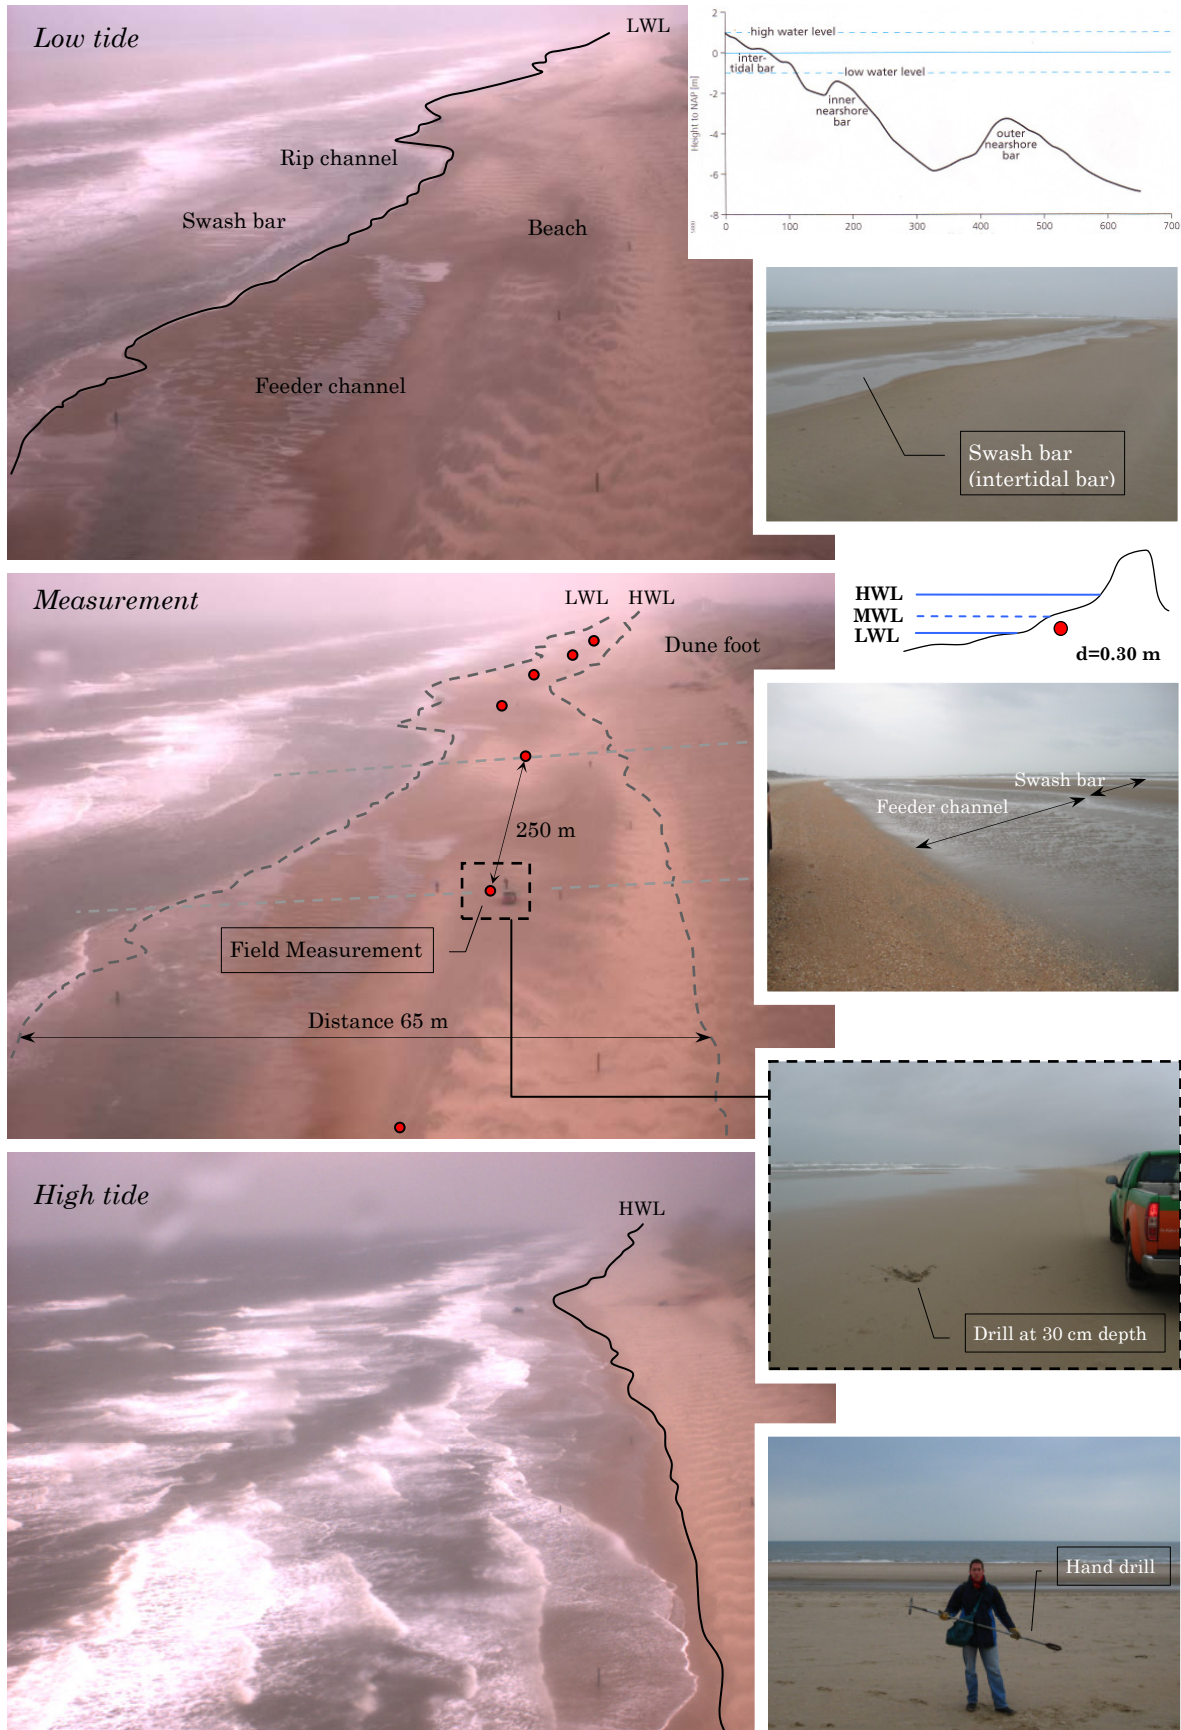 Low tide
LWL
Rip channel
Swash bar
Beach
Feeder channel
2
0
-2
-4
-6
-8
Height to NAP [m]
high water level
inter-
tidal bar
low water level
inner
nearshore
bar
outer
nearshore
bar
0
100
200
300
400
500
600
700
Swash bar
(intertidal bar)
Measurement
LWL
HWL
Dune foot
250 m
Field Measurement
Distance 65 m
HWL
MWL
LWL
d=0.30 m
Swash bar
Feeder channel
Drill at 30 cm depth
High tide
HWL
Hand drill